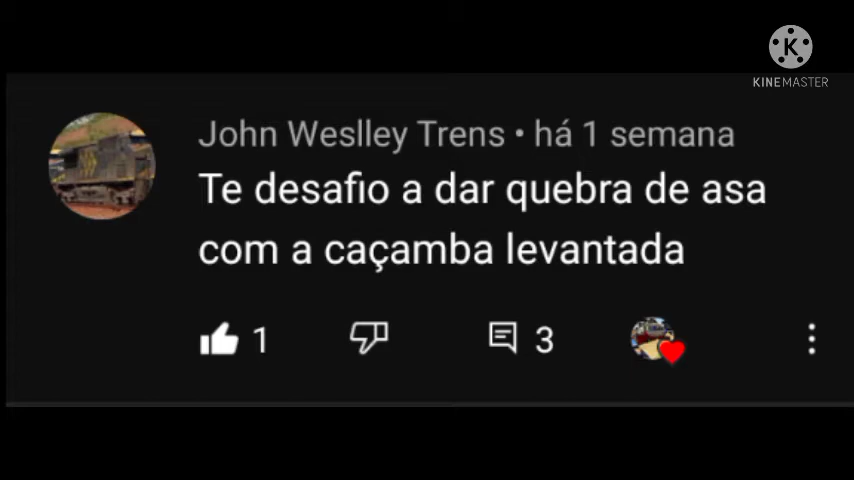 KINEMASTER
John Weslley Trens • há 1 semana
Te desafio a dar quebra de asa
com a caçamba levantada
1 3